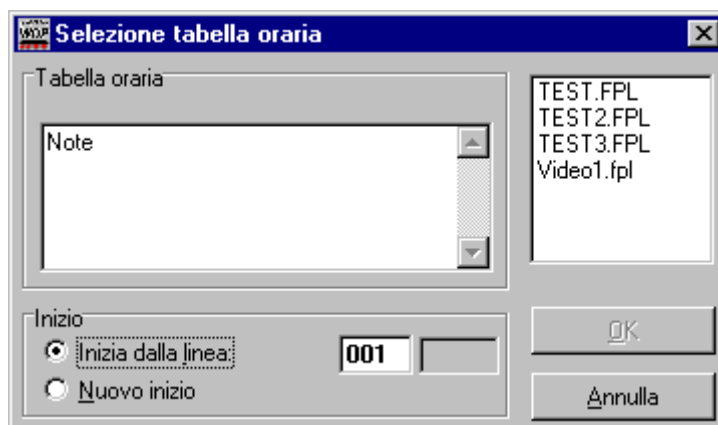 WOP
Selezione tabella oraria
Tabella oraria
Note
TEST.FPL
TEST2.FPL
TEST3.FPL
Video1.fpl
Inizio
Inizia dalla linea:
001
Nuovo inizio
OK
Annulla